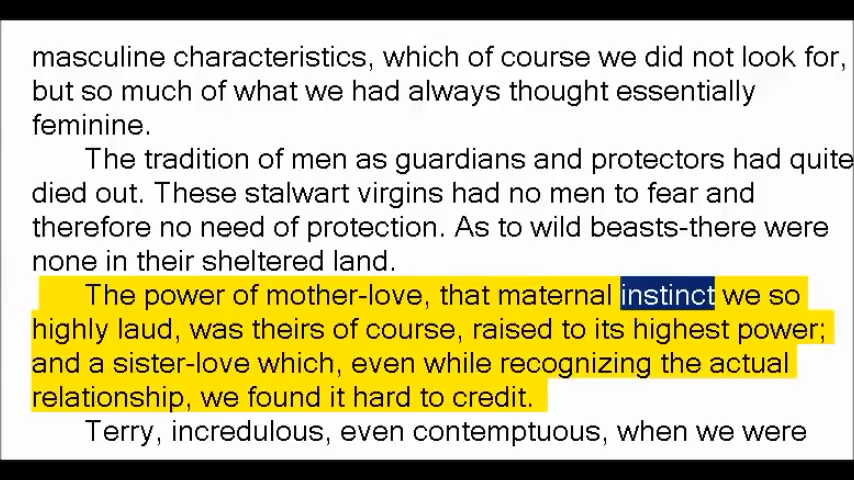 masculine characteristics, which of course we did not look for,
but so much of what we had always thought essentially
feminine.
The tradition of men as guardians and protectors had quite
died out. These stalwart virgins had no men to fear and
therefore no need of protection. As to wild beasts-there were
none in their sheltered land.
The power of mother-love, that maternal instinct we so
highly laud, was theirs of course, raised to its highest power;
and a sister-love which, even while recognizing the actual
relationship, we found it hard to credit.
Terry, incredulous, even contemptuous, when we were